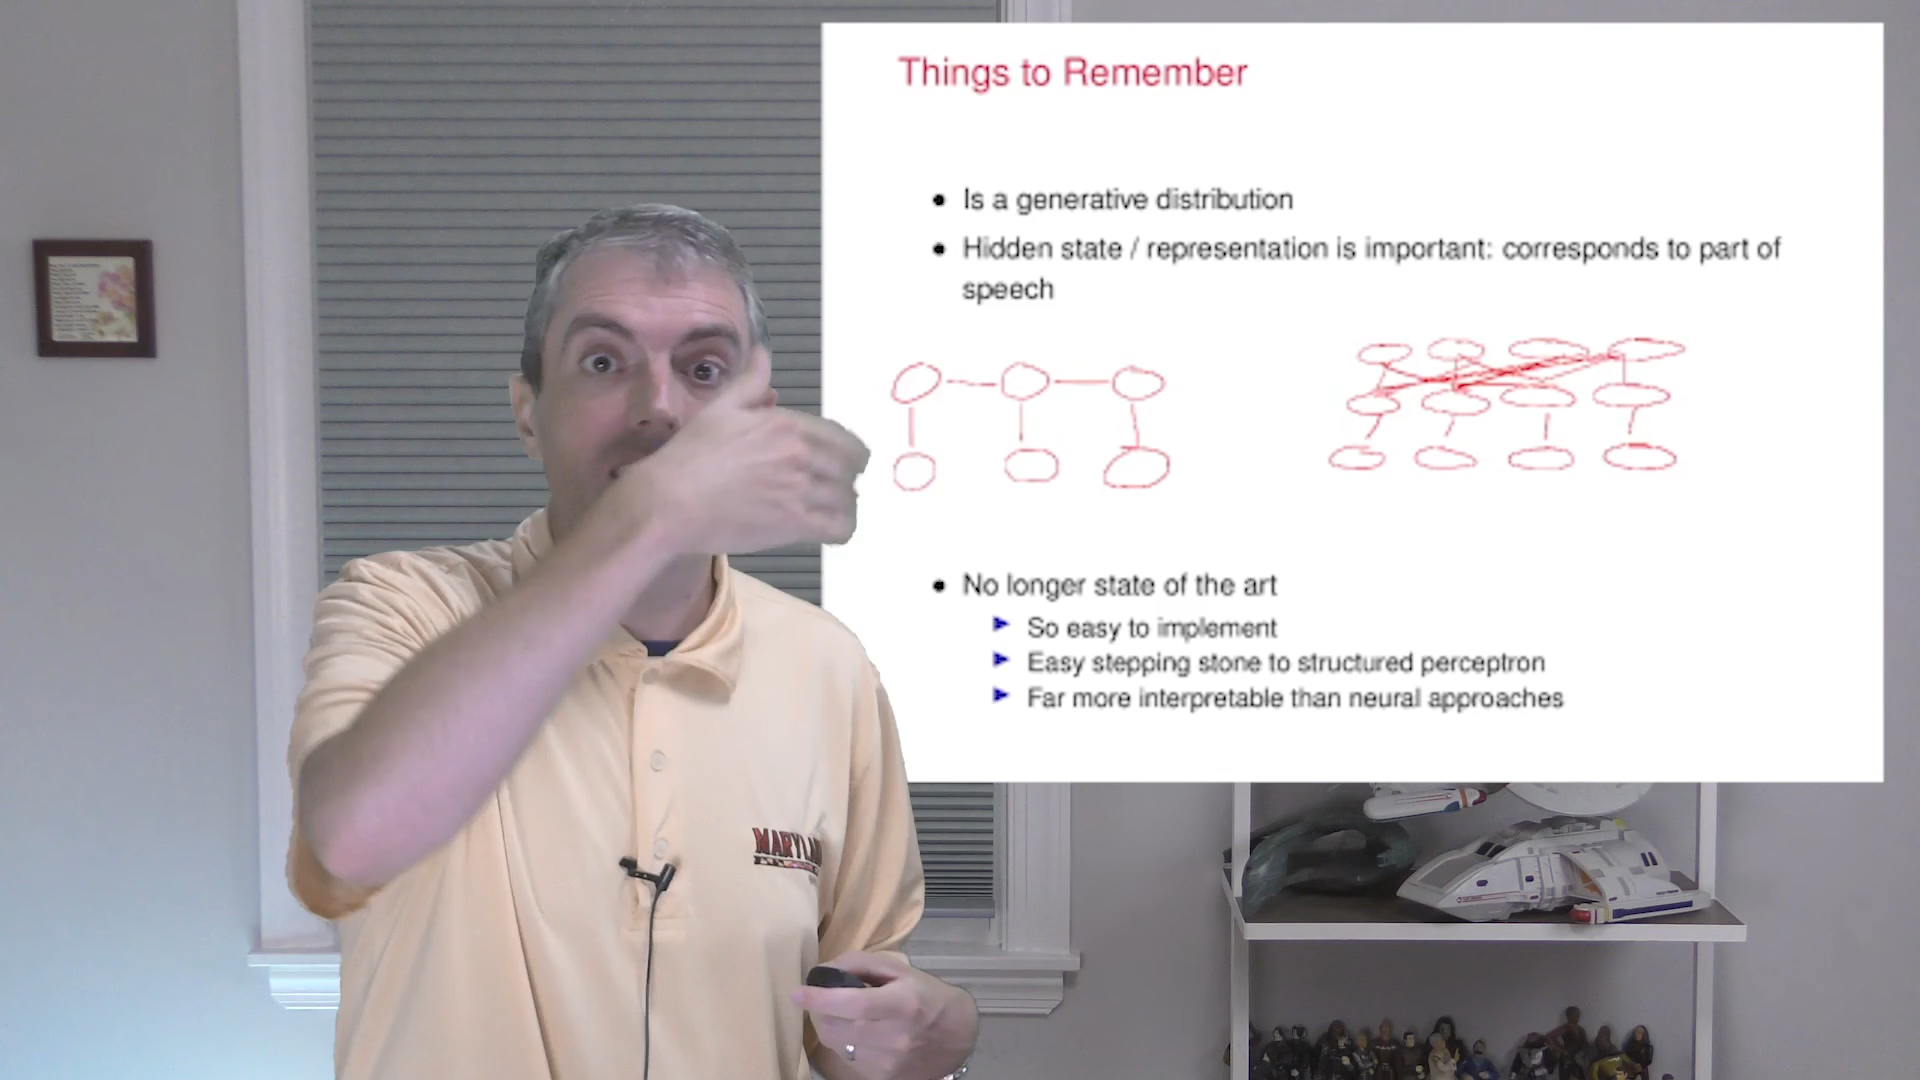 Things to Remember
Is a generative distribution
Hidden state / representation is important: corresponds to part of
speech
No longer state of the art
So easy to implement
Easy stepping stone to structured perceptron
Far more interpretable than neural approaches